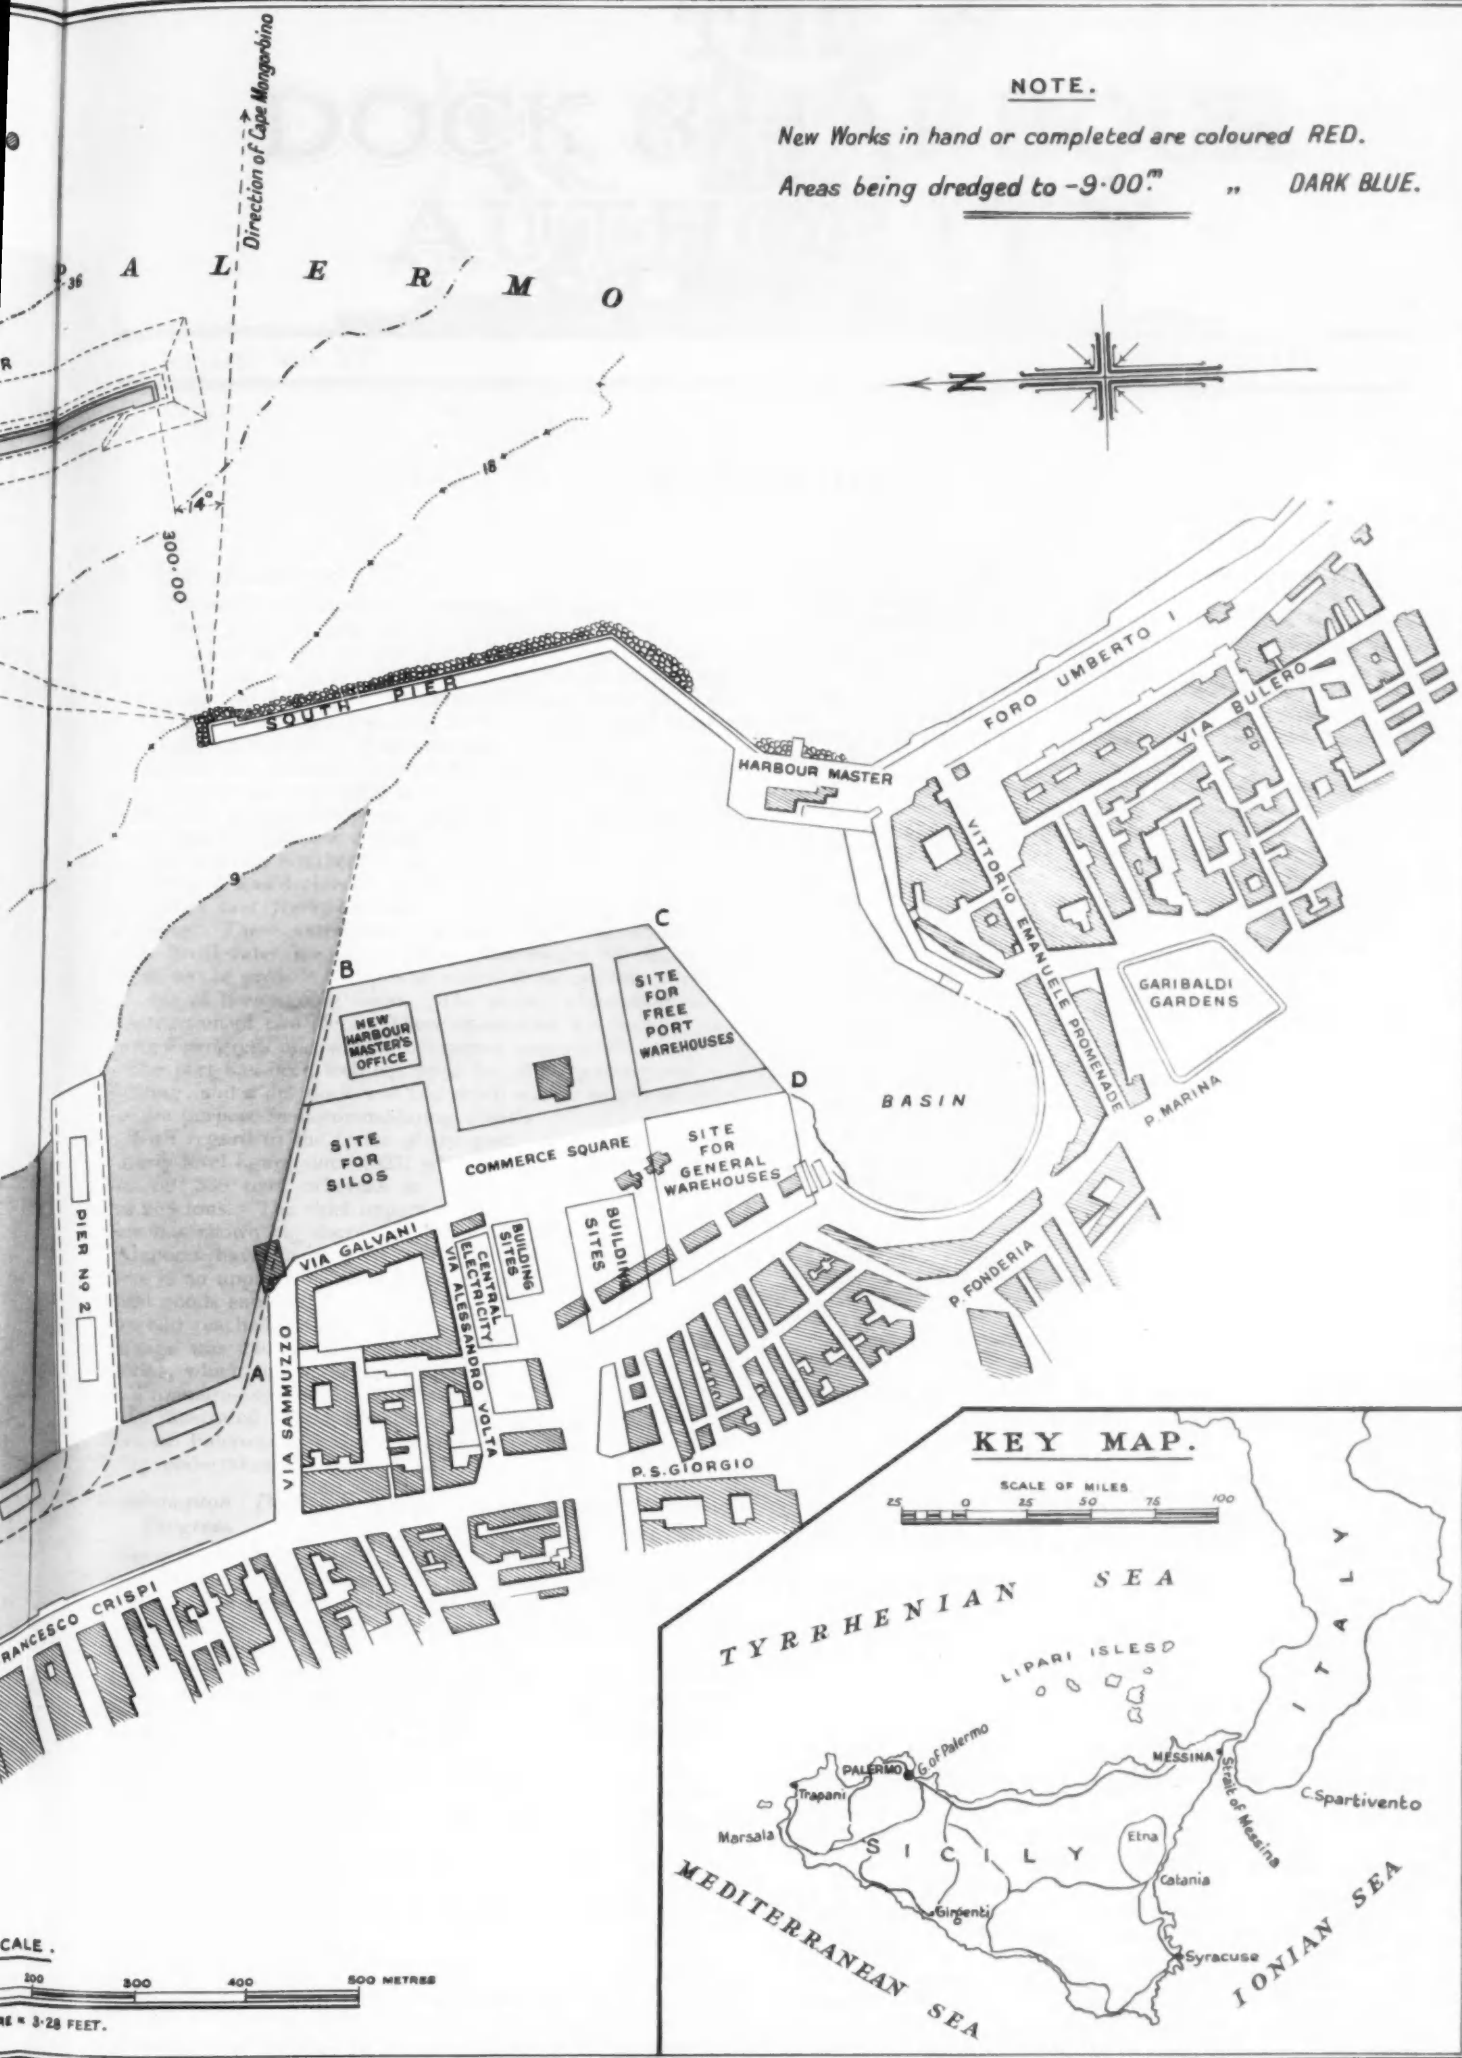 NOTE.
New Works in hand or completed are coloured RED.
Areas being dredged to -9·00.m „ DARK BLUE.
Direction of Cape Mongorbino
PALERMO
36
R
N
14°
300·00
18
SOUTH PIER
HARBOUR MASTER
FORO UMBERTO I
VIA BULERO
VITTORIO EMANUELE PROMENADE
GARIBALDI
GARDENS
P. MARINA
BASIN
9
B
C
NEW
HARBOUR
MASTER'S
OFFICE
SITE
FOR
FREE
PORT
WAREHOUSES
D
SITE
FOR
SILOS
COMMERCE SQUARE
SITE
FOR
GENERAL
WAREHOUSES
PIER Nº 2
VIA GALVANI
BUILDING
SITES
CENTRAL
ELECTRICITY
VIA ALESSANDRO VOLTA
BUILDING
SITES
P. FONDERIA
A
VIA SAMMUZZO
P.S.GIORGIO
RANCESCO CRISPI
KEY MAP.
SCALE OF MILES
25 0 25 50 75 100
TYRRHENIAN SEA
ITALY
LIPARI ISLES
PALERMO
G. of Palermo
MESSINA
Strait of Messina
C. Spartivento
Trapani
Marsala
SICILY
Etna
Catania
Girgenti
Syracuse
MEDITERRANEAN SEA
IONIAN SEA
CALE.
200 300 400 500 METRES
RE = 3·28 FEET.